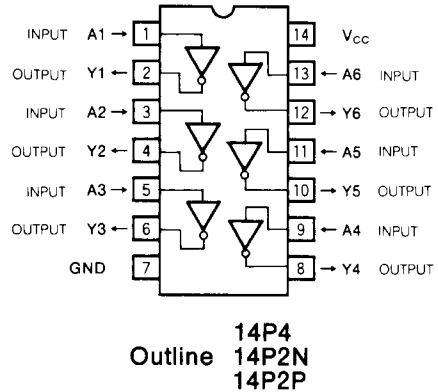 INPUT A1 → 1 14 VCC
OUTPUT Y1 ← 2 13 ← A6 INPUT
INPUT A2 → 3 12 → Y6 OUTPUT
OUTPUT Y2 ← 4 11 ← A5 INPUT
INPUT A3 → 5 10 → Y5 OUTPUT
OUTPUT Y3 ← 6 9 ← A4 INPUT
GND 7 8 → Y4 OUTPUT
14P4
Outline 14P2N
14P2P